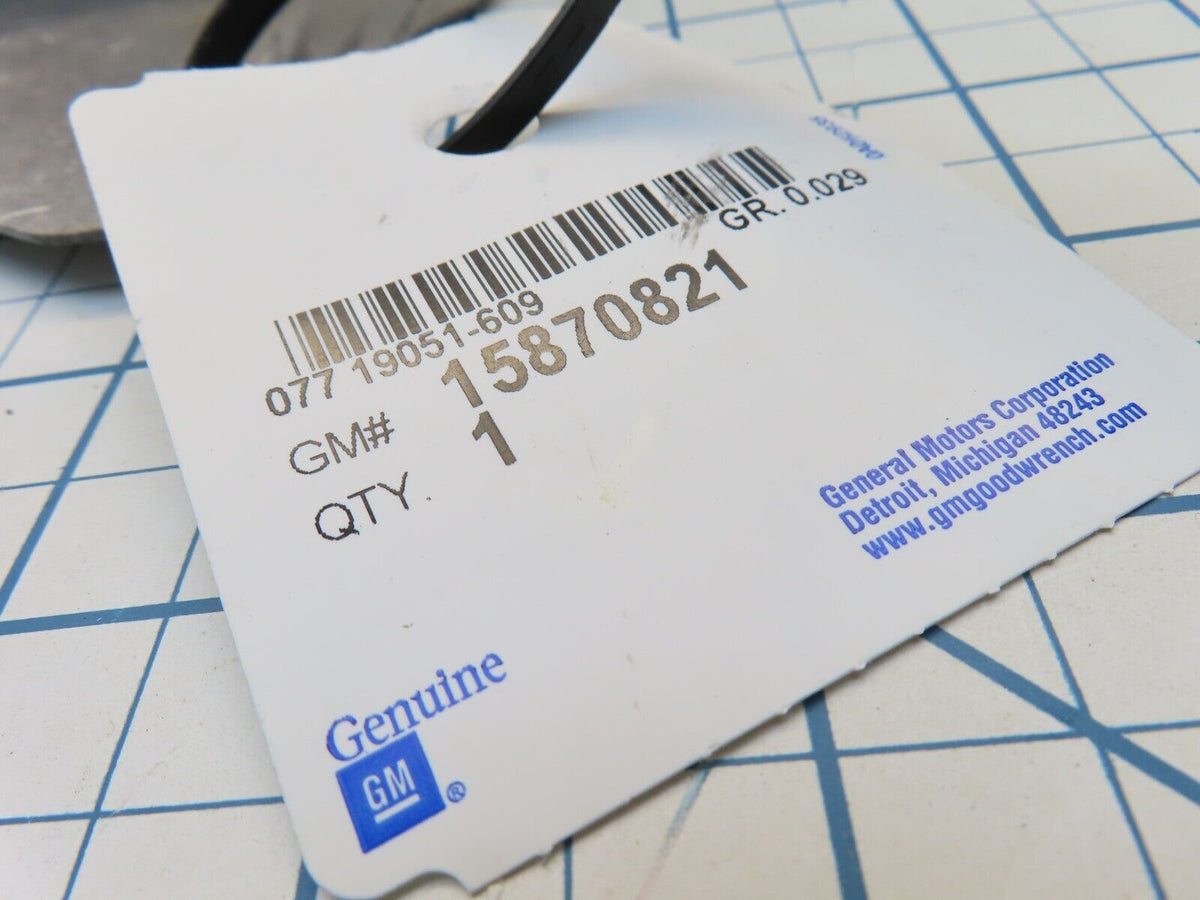 077 19051-609
GR. 0.029
GM# 15870821
QTY. 1
General Motors Corporation
Detroit, Michigan 48243
www.gmgoodwrench.com
Genuine
GM ®